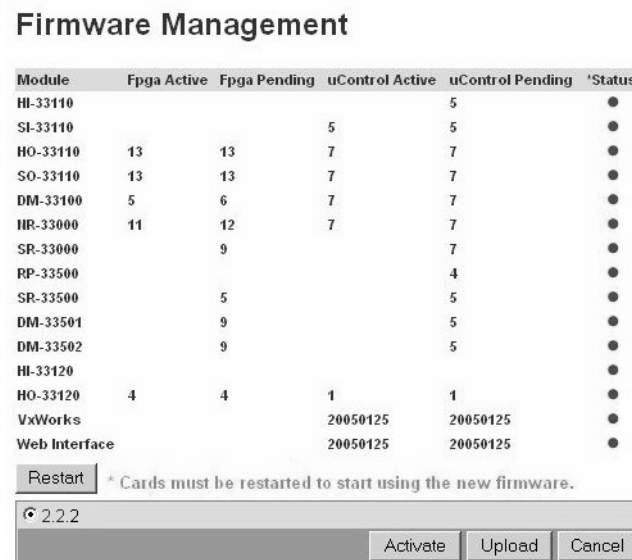 Firmware Management
Module Fpga Active Fpga Pending uControl Active uControl Pending *Status
HI-33110 5
SI-33110 5 5
HO-33110 13 13 7 7
SO-33110 13 13 7 7
DM-33100 5 6 7 7
NR-33000 11 12 7 7
SR-33000 9 7
RP-33500 4
SR-33500 5 5
DM-33501 9 5
DM-33502 9 5
HI-33120
HO-33120 4 4 1 1
VxWorks 20050125 20050125
Web Interface 20050125 20050125
Restart * Cards must be restarted to start using the new firmware.
2.2.2
Activate Upload Cancel